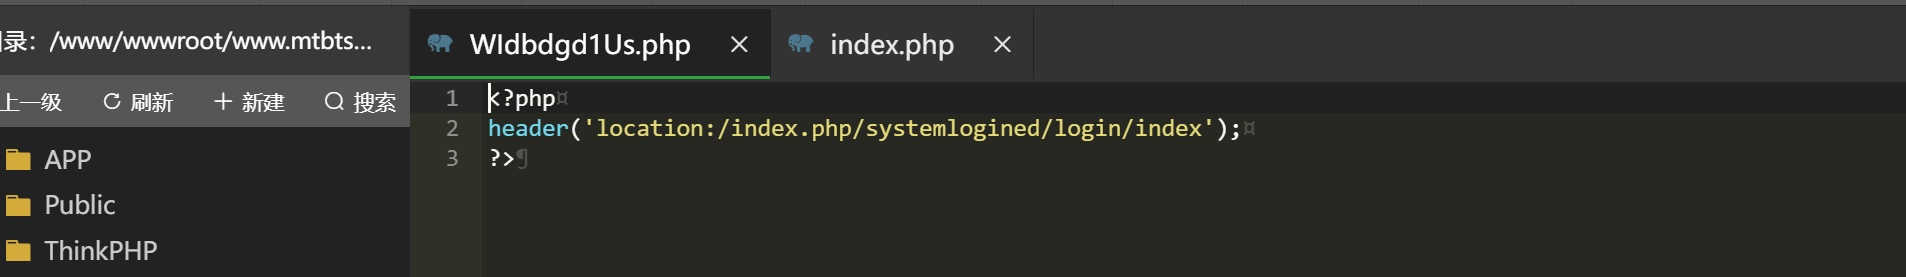 录: /www/wwwroot/www.mtbts...
WIdbdgd1Us.php
index.php
上一级 刷新 新建 搜索
1 <?php
2 header('location:/index.php/systemlogined/login/index');
3 ?>
APP
Public
ThinkPHP